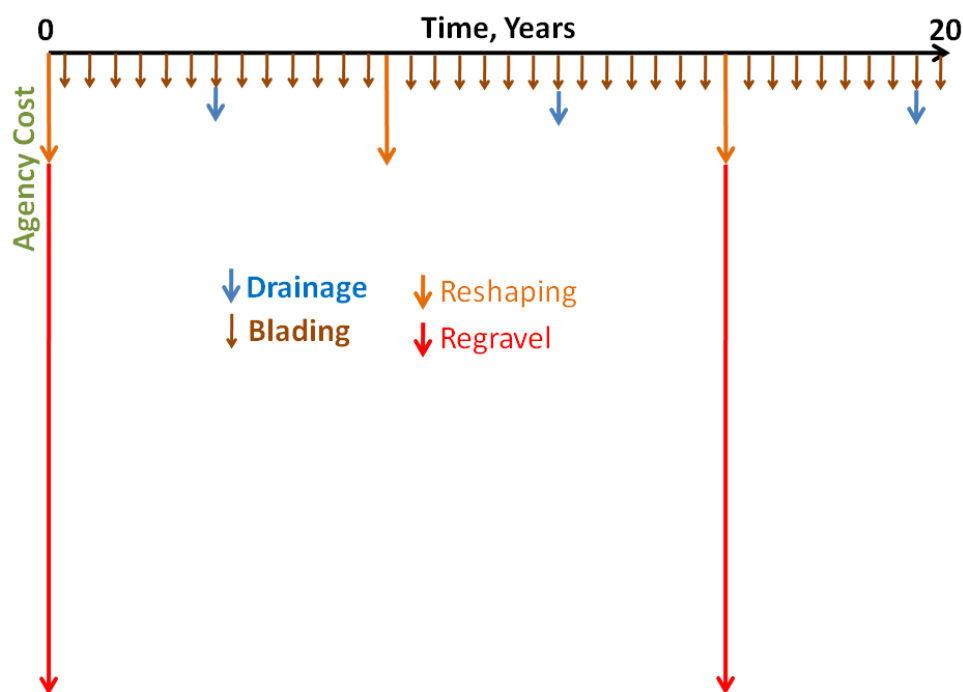 0
Time, Years
20
Agency Cost
Drainage
Reshaping
Blading
Regravel